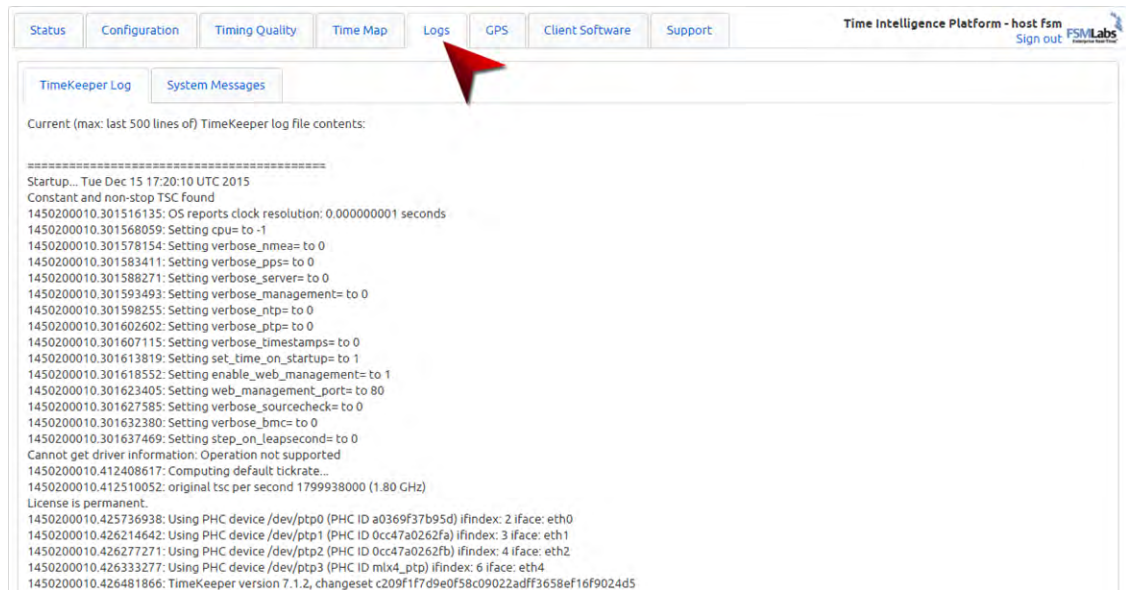 Status Configuration Timing Quality Time Map Logs GPS Client Software Support
Time Intelligence Platform - host fsm
Sign out FSMLabs
TimeKeeper Log System Messages
Current (max: last 500 lines of) TimeKeeper log file contents:
===========================================
Startup... Tue Dec 15 17:20:10 UTC 2015
Constant and non-stop TSC found
1450200010.301516135: OS reports clock resolution: 0.000000001 seconds
1450200010.301568059: Setting cpu= to -1
1450200010.301578154: Setting verbose_nmea= to 0
1450200010.301583411: Setting verbose_pps= to 0
1450200010.301588271: Setting verbose_server= to 0
1450200010.301593493: Setting verbose_management= to 0
1450200010.301598255: Setting verbose_ntp= to 0
1450200010.301602602: Setting verbose_ptp= to 0
1450200010.301607115: Setting verbose_timestamps= to 0
1450200010.301613819: Setting set_time_on_startup= to 1
1450200010.301618552: Setting enable_web_management= to 1
1450200010.301623405: Setting web_management_port= to 80
1450200010.301627585: Setting verbose_sourcecheck= to 0
1450200010.301632380: Setting verbose_bmc= to 0
1450200010.301637469: Setting step_on_leapsecond= to 0
Cannot get driver information: Operation not supported
1450200010.412408617: Computing default tickrate...
1450200010.412510052: original tsc per second 1799938000 (1.80 GHz)
License is permanent.
1450200010.425736938: Using PHC device /dev/ptp0 (PHC ID a0369f37b95d) ifindex: 2 iface: eth0
1450200010.426214642: Using PHC device /dev/ptp1 (PHC ID 0cc47a0262fa) ifindex: 3 iface: eth1
1450200010.426277271: Using PHC device /dev/ptp2 (PHC ID 0cc47a0262fb) ifindex: 4 iface: eth2
1450200010.426333277: Using PHC device /dev/ptp3 (PHC ID mlx4_ptp) ifindex: 6 iface: eth4
1450200010.426481866: TimeKeeper version 7.1.2, changeset c209f1f7d9e0f58c09022adff3658ef16f9024d5